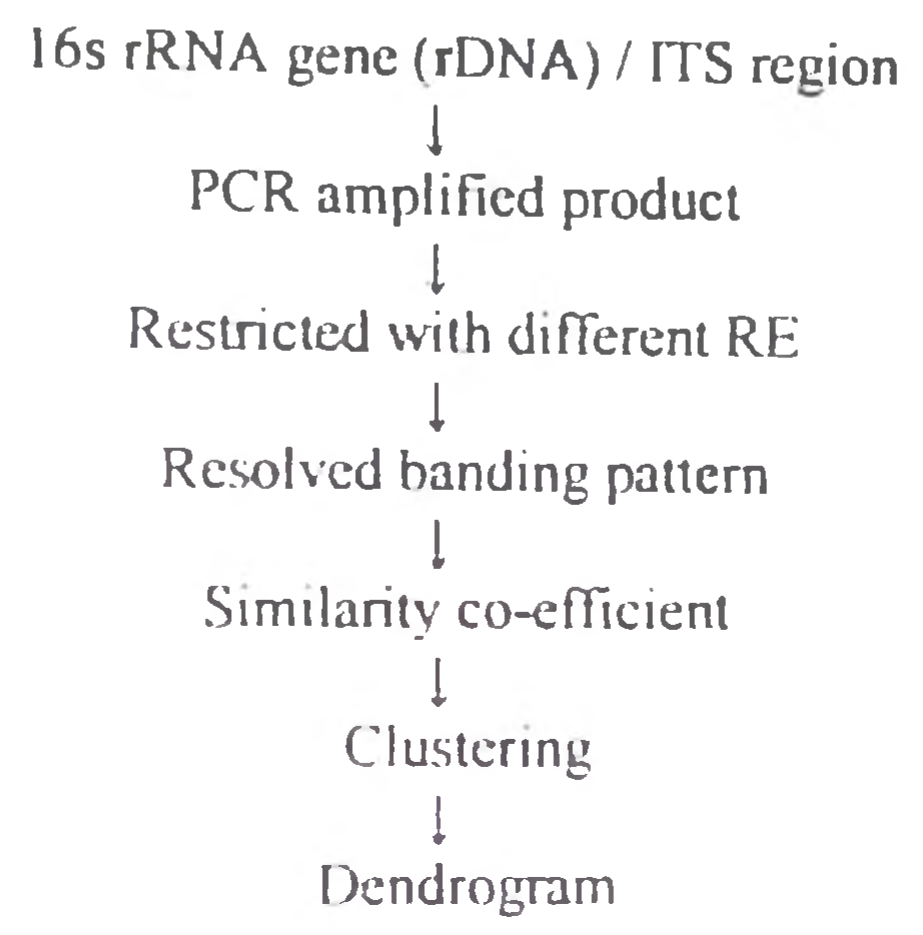 16s rRNA gene (rDNA) / ITS region
↓
PCR amplified product
↓
Restricted with different RE
↓
Resolved banding pattern
↓
Similarity co-efficient
↓
Clustering
↓
Dendrogram